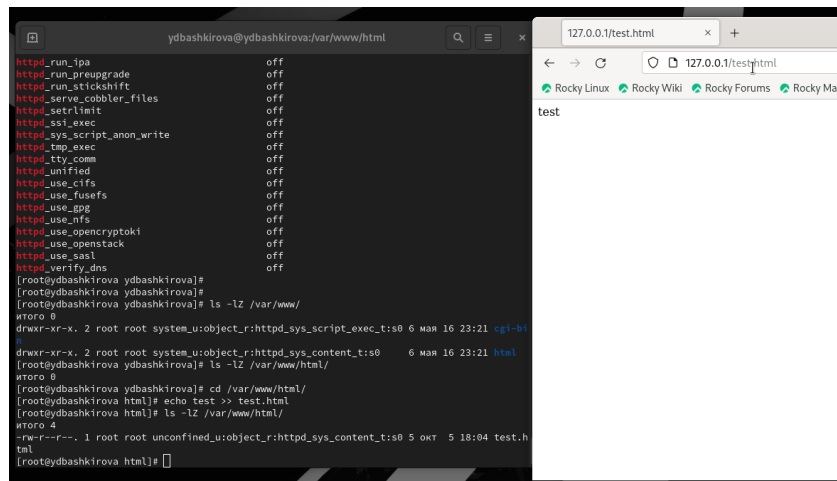 ydbashkirova@ydbashkirova:/var/www/html
httpd_run_ipa off
httpd_run_preupgrade off
httpd_run_stickshift off
httpd_serve_cobbler_files off
httpd_setrlimit off
httpd_ssi_exec off
httpd_sys_script_anon_write off
httpd_tmp_exec off
httpd_tty_comm off
httpd_unified off
httpd_use_cifs off
httpd_use_fusefs off
httpd_use_gpg off
httpd_use_nfs off
httpd_use_opencryptoki off
httpd_use_openstack off
httpd_use_sasl off
httpd_verify_dns off
[root@ydbashkirova ydbashkirova]#
[root@ydbashkirova ydbashkirova]#
[root@ydbashkirova ydbashkirova]# ls -lZ /var/www/
итого 0
drwxr-xr-x. 2 root root system_u:object_r:httpd_sys_script_exec_t:s0 6 мая 16 23:21 cgi-bi
n
drwxr-xr-x. 2 root root system_u:object_r:httpd_sys_content_t:s0 6 мая 16 23:21 html
[root@ydbashkirova ydbashkirova]# ls -lZ /var/www/html/
итого 0
[root@ydbashkirova ydbashkirova]# cd /var/www/html/
[root@ydbashkirova html]# echo test >> test.html
[root@ydbashkirova html]# ls -lZ /var/www/html/
итого 4
-rw-r--r--. 1 root root unconfined_u:object_r:httpd_sys_content_t:s0 5 окт 5 18:04 test.h
tml
[root@ydbashkirova html]#
127.0.0.1/test.html
127.0.0.1/test.html
Rocky Linux Rocky Wiki Rocky Forums Rocky Ma
test